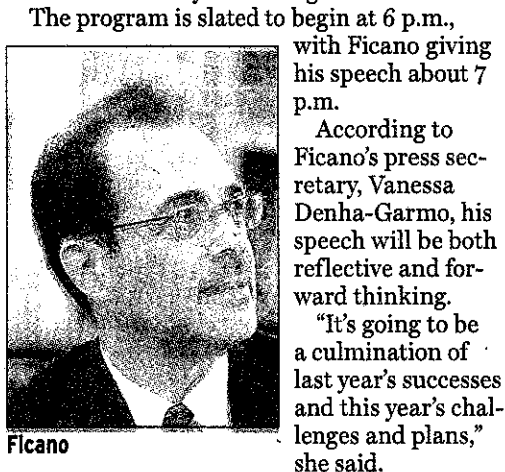 The program is slated to begin at 6 p.m.,
with Ficano giving
his speech about 7
p.m.
According to
Ficano's press sec-
retary, Vanessa
Denha-Garmo, his
speech will be both
reflective and for-
ward thinking.
"It's going to be
a culmination of
last year's successes
and this year's chal-
lenges and plans,"
she said.
Ficano